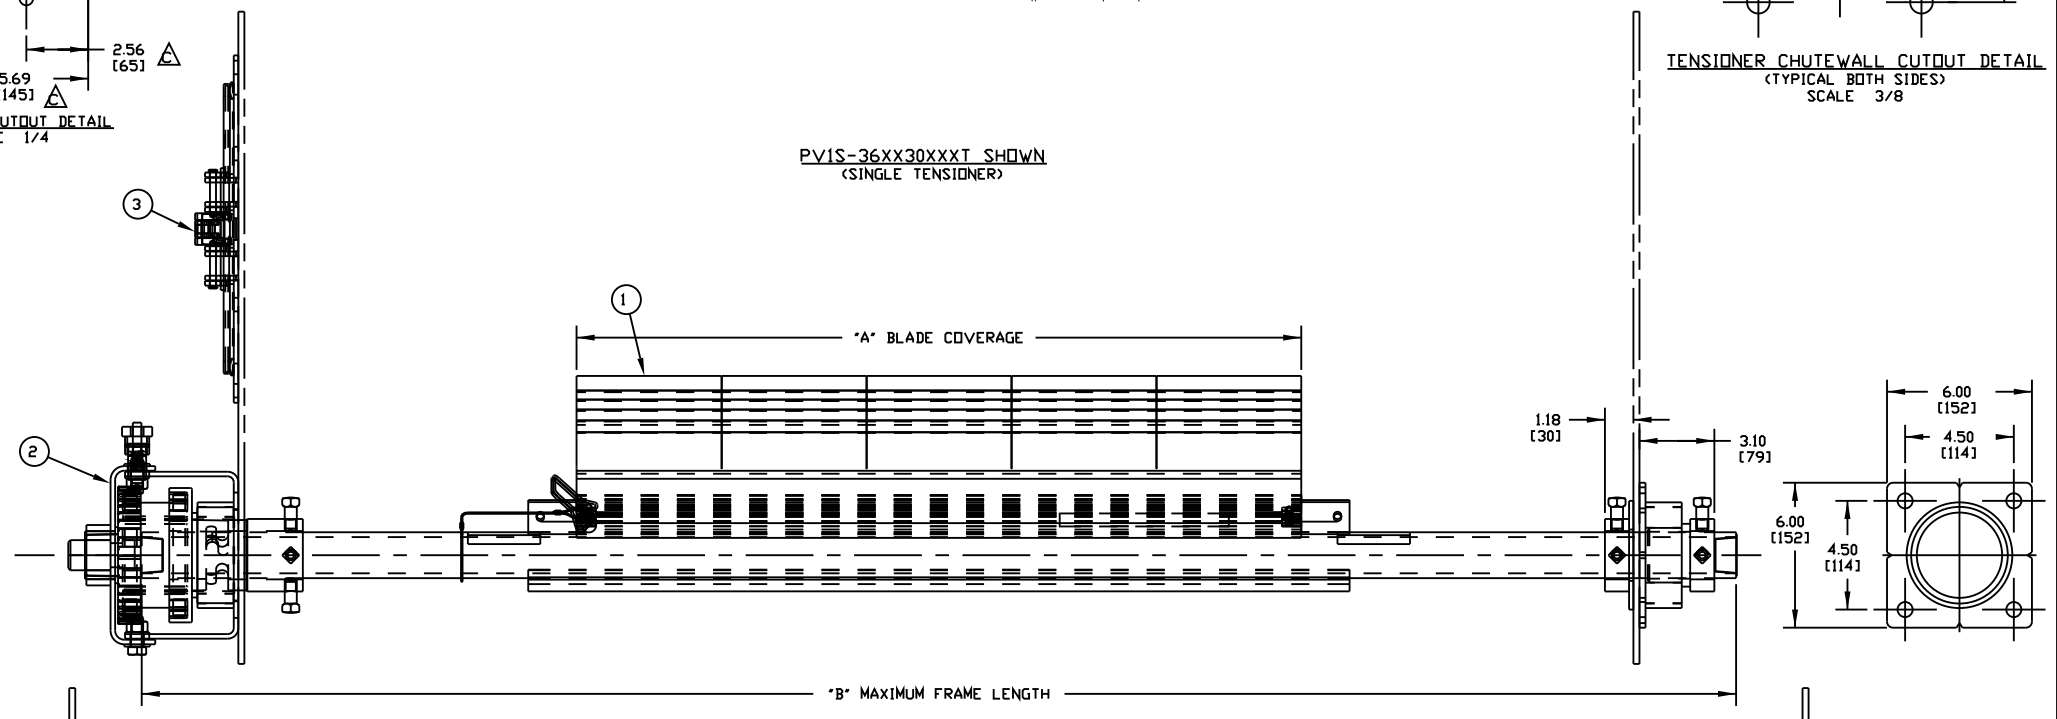 2.56
[65]
C
5.69
[145]
C
UTOUT DETAIL
E 1/4
TENSIONER CHUTEWALL CUTOUT DETAIL
(TYPICAL BOTH SIDES)
SCALE 3/8
PV1S-36XX30XXXT SHOWN
(SINGLE TENSIONER)
3
1
"A" BLADE COVERAGE
2
1.18
[30]
3.10
[79]
6.00
[152]
4.50
[114]
6.00
[152]
4.50
[114]
"B" MAXIMUM FRAME LENGTH